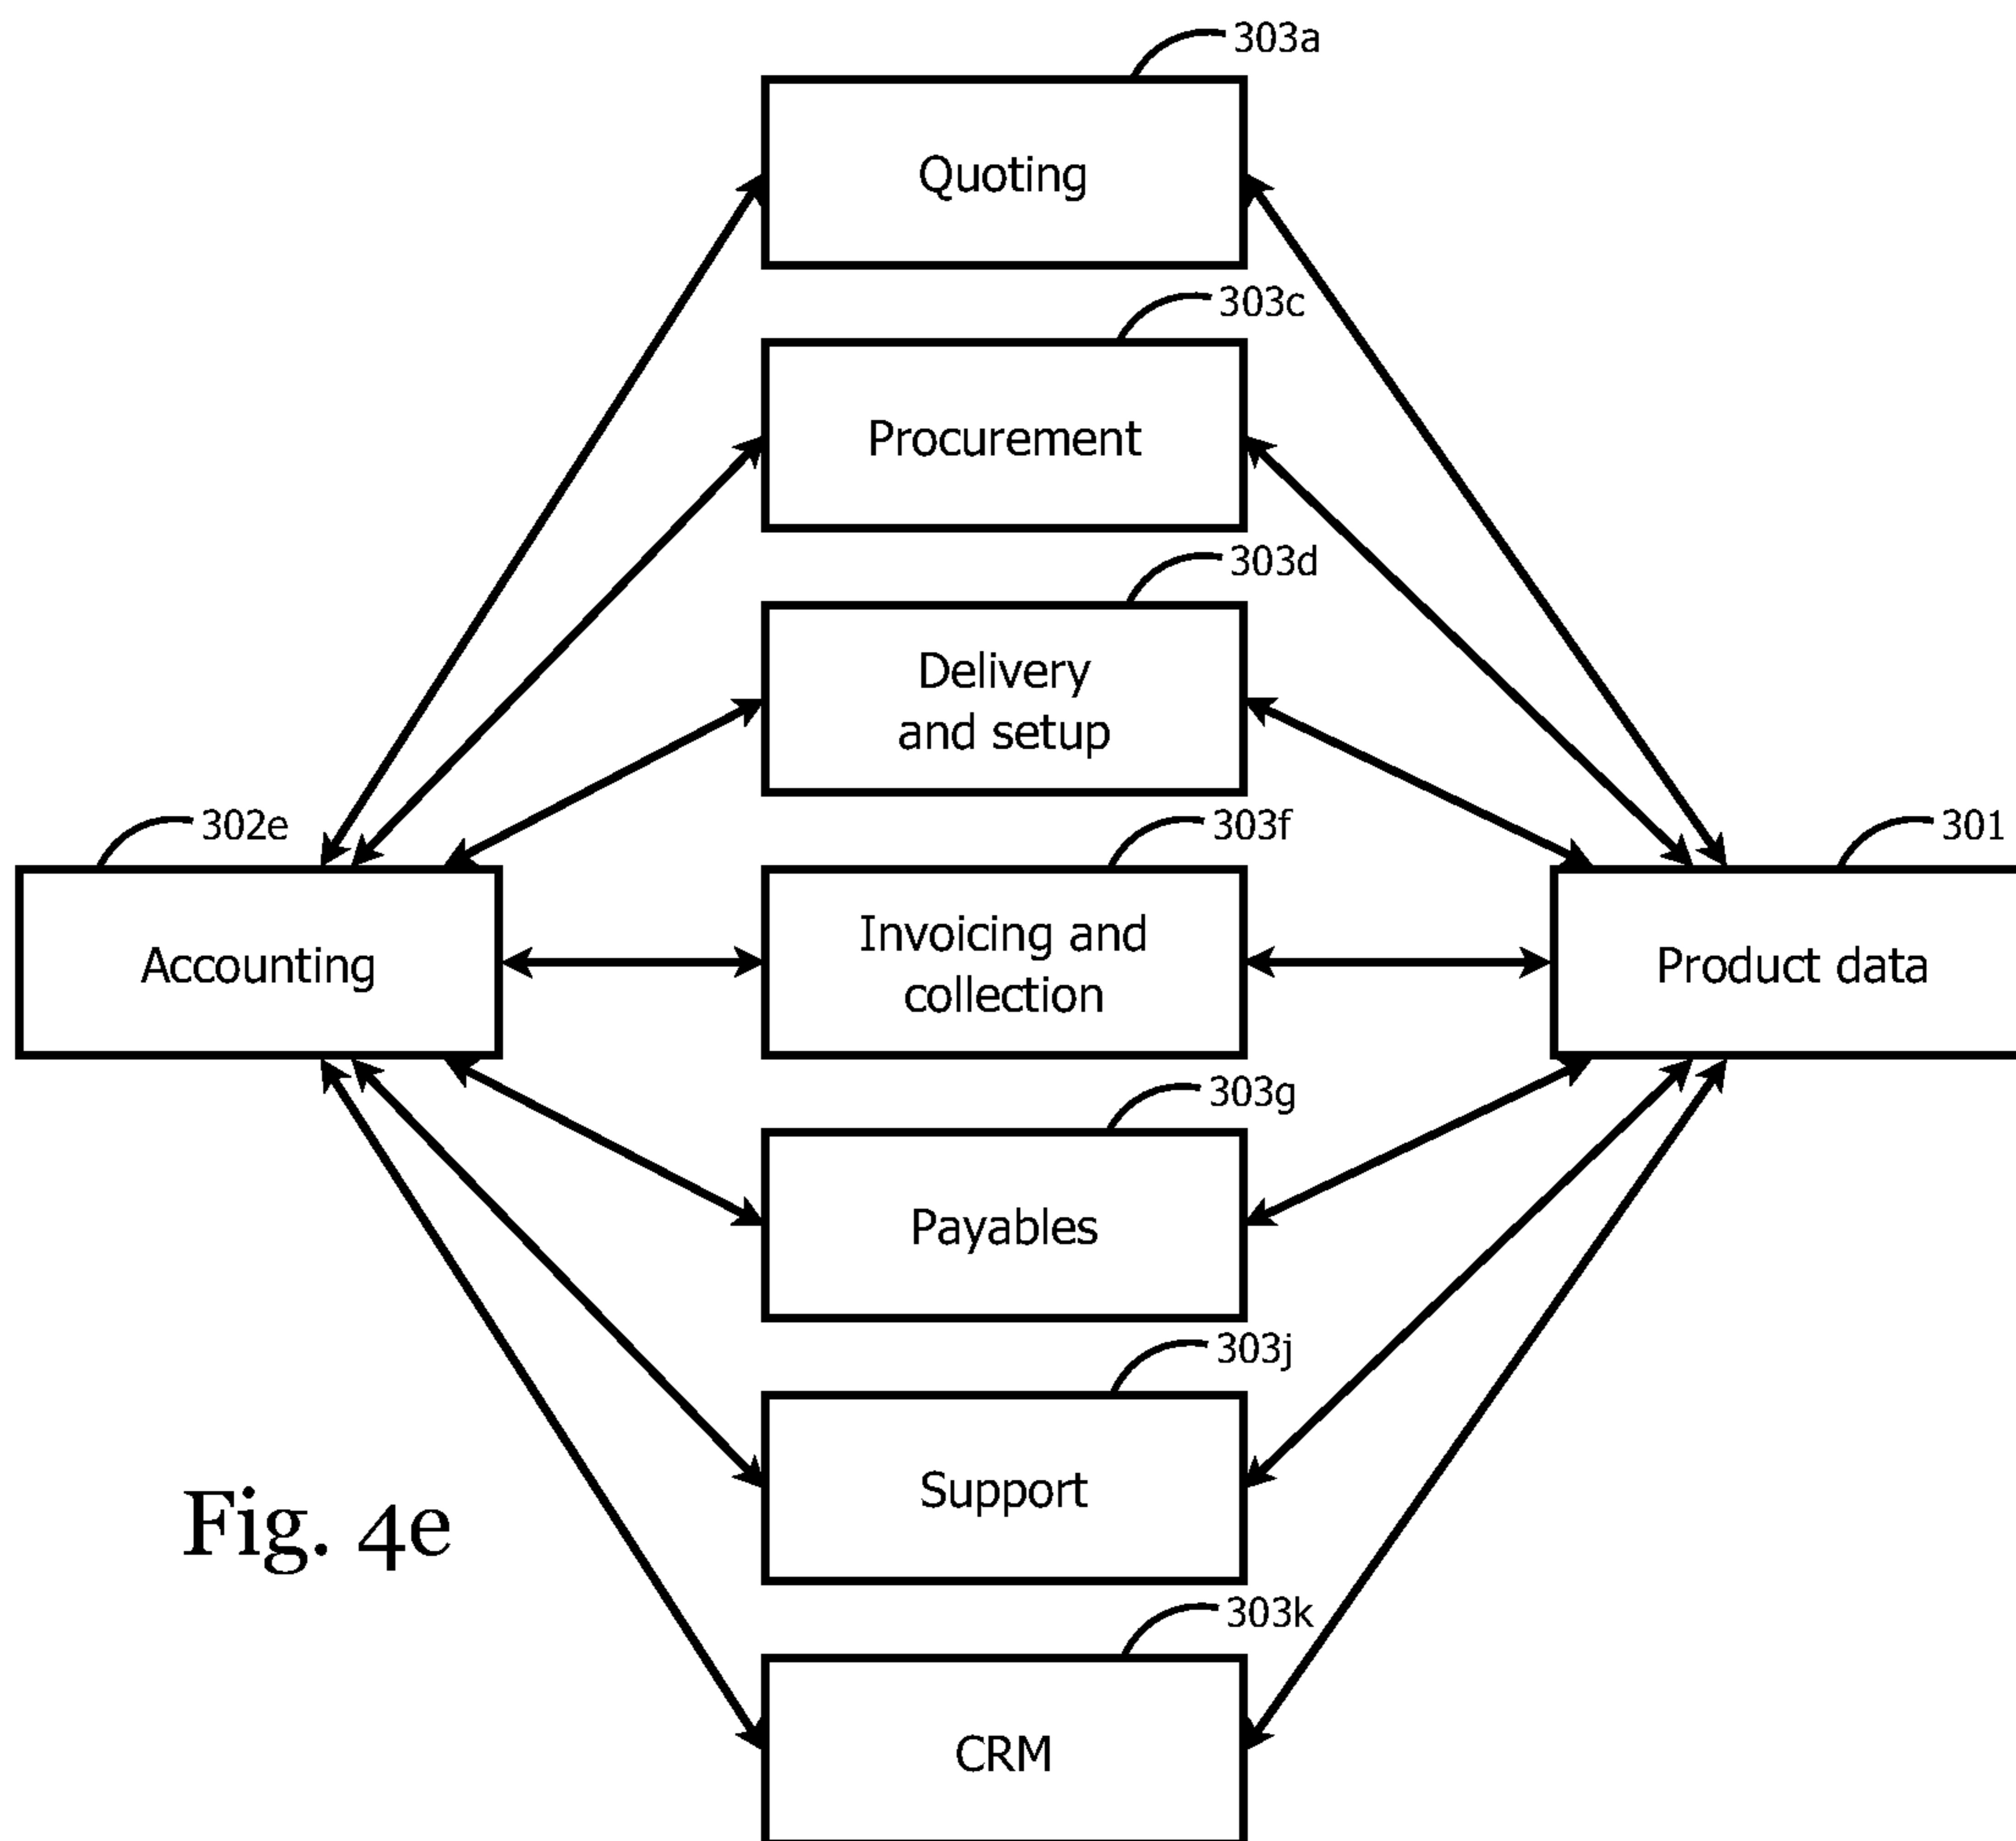 303a
Quoting
303c
Procurement
303d
Delivery
and setup
302e
303f
301
Accounting
Invoicing and
collection
Product data
303g
Payables
303j
Support
Fig. 4e
303k
CRM